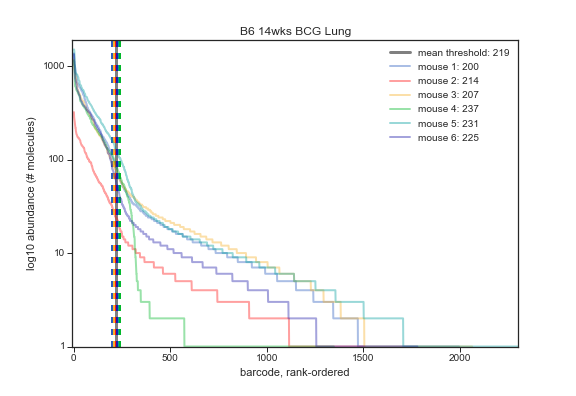 B6 14wks BCG Lung
log10 abundance (# molecules)
1000
100
10
1
0
500
1000
1500
2000
barcode, rank-ordered
mean threshold: 219
mouse 1: 200
mouse 2: 214
mouse 3: 207
mouse 4: 237
mouse 5: 231
mouse 6: 225